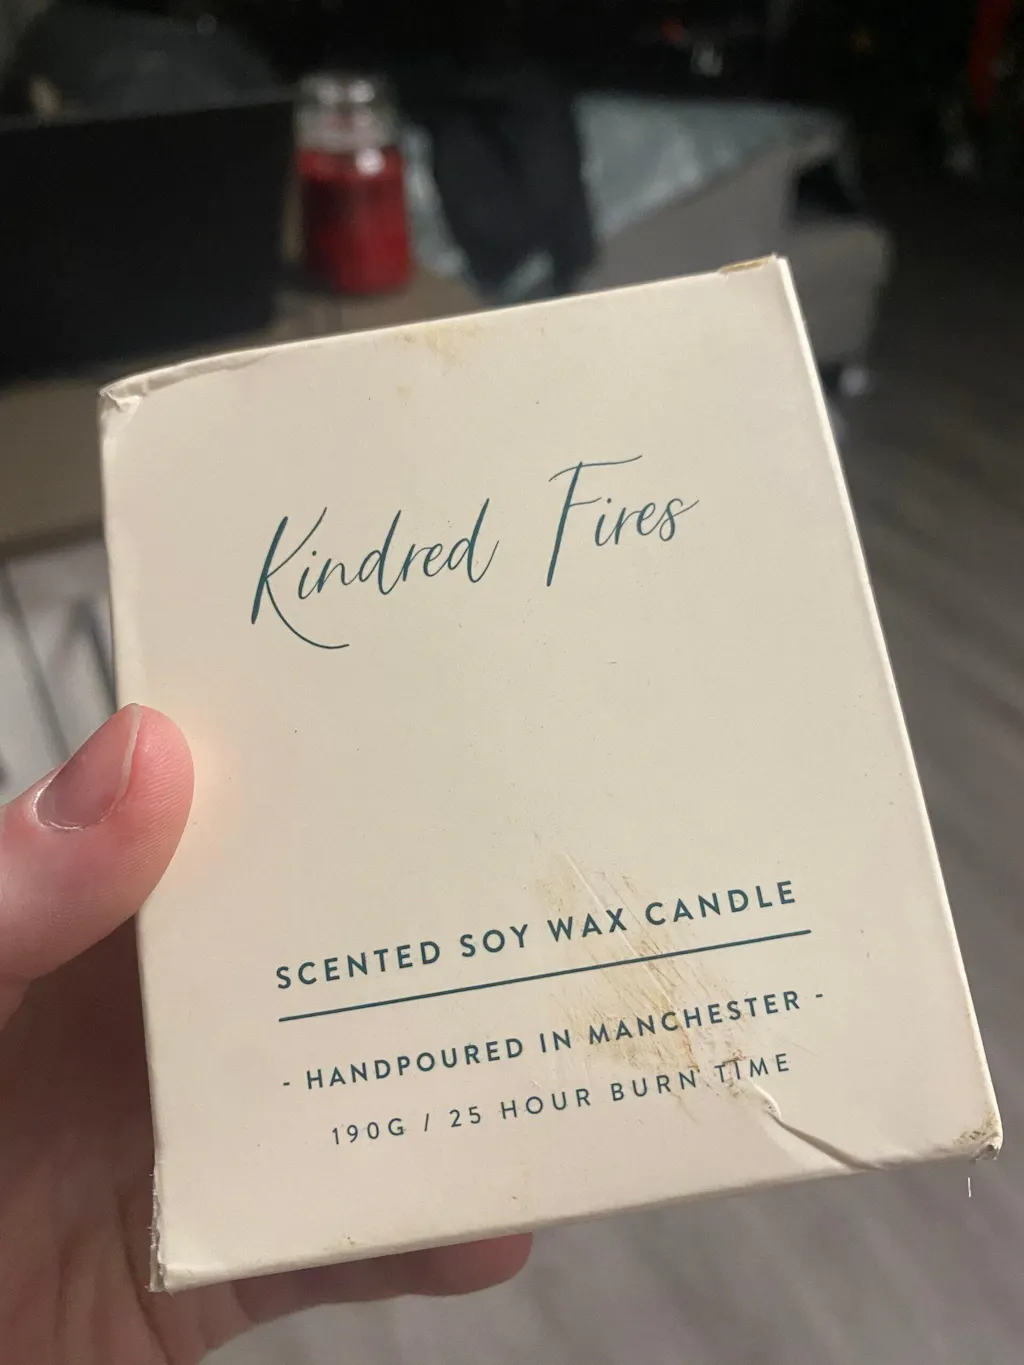 Kindred Fires
SCENTED SOY WAX CANDLE
- HANDPOURED IN MANCHESTER -
190G / 25 HOUR BURN TIME